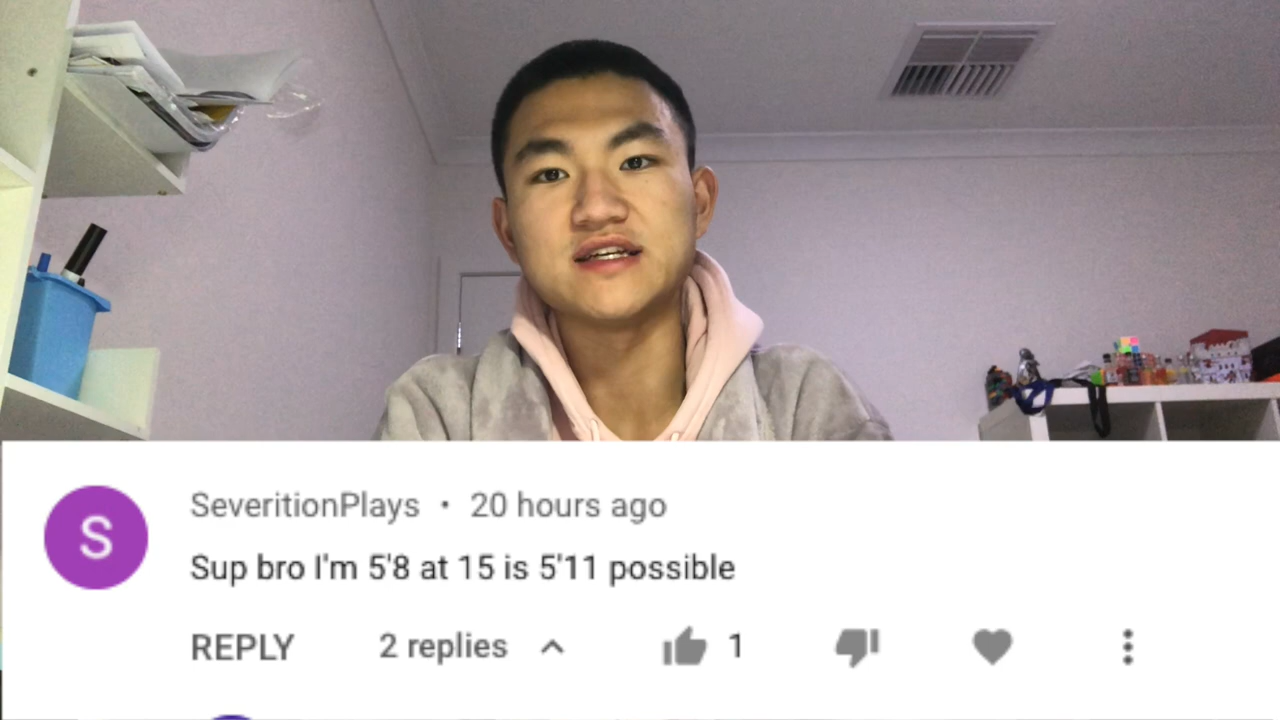 S
SeveritionPlays • 20 hours ago
Sup bro I'm 5'8 at 15 is 5'11 possible
REPLY 2 replies 1